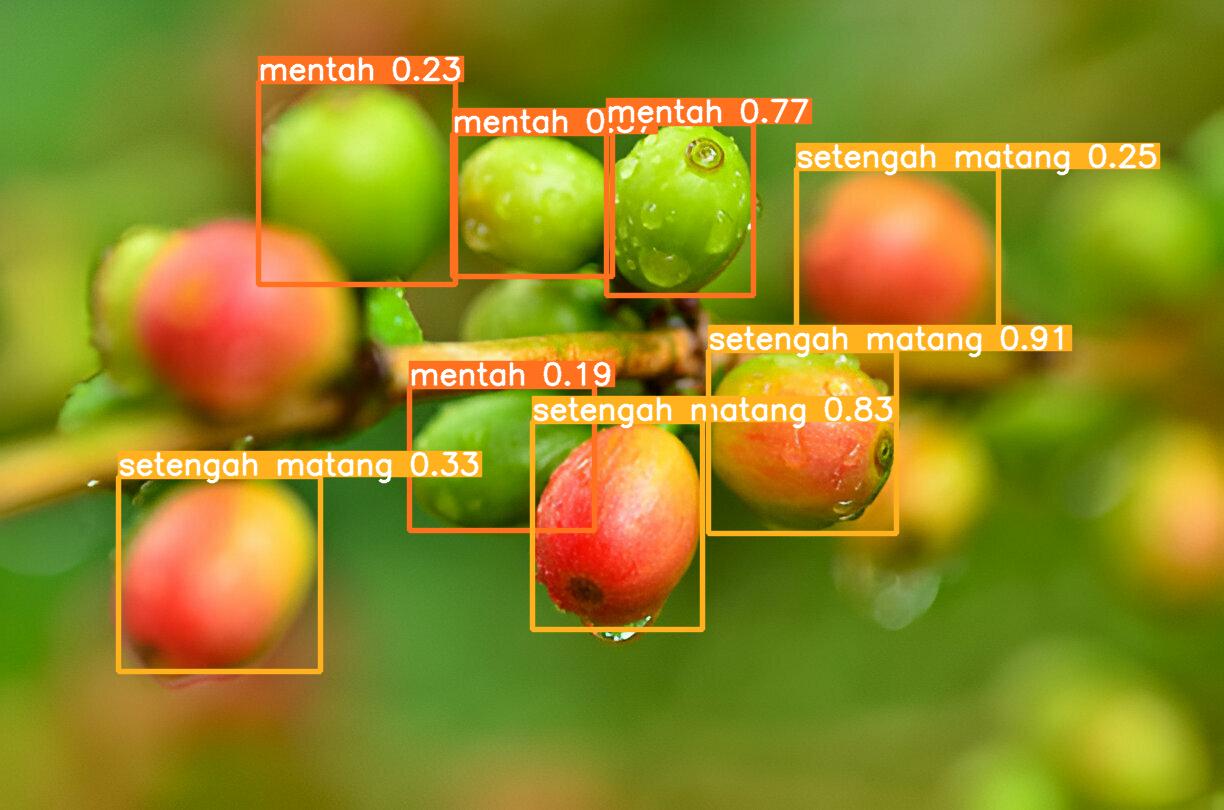 mentah 0.23
mentah
mentah 0.77
setengah matang 0.25
setengah matang 0.91
mentah 0.19
setengah matang 0.83
setengah matang 0.33